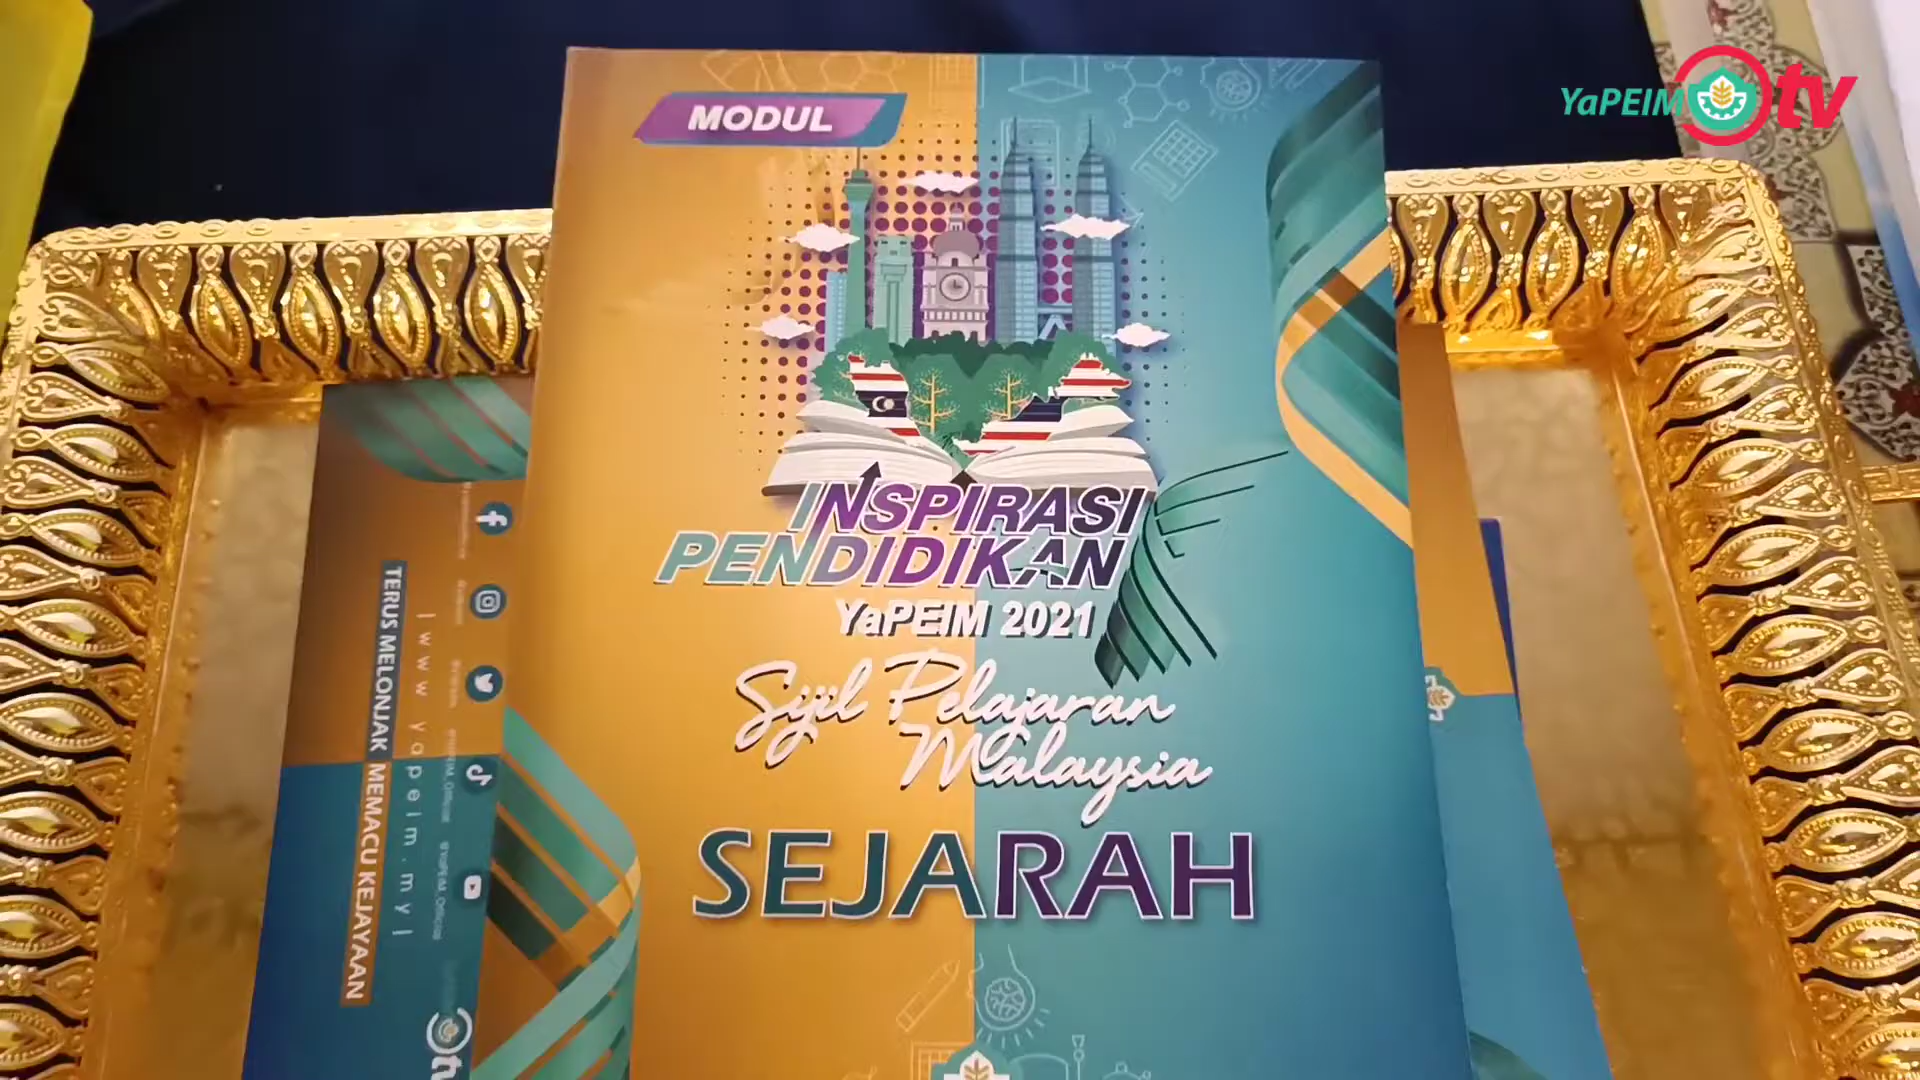 YaPEIM tv
MODUL
INSPIRASI
PENDIDIKAN
YaPEIM 2021
Sijil Pelajaran
Malaysia
SEJARAH
TERUS MELONJAK MEMACU KEJAYAAN
| www.yapeim.my |